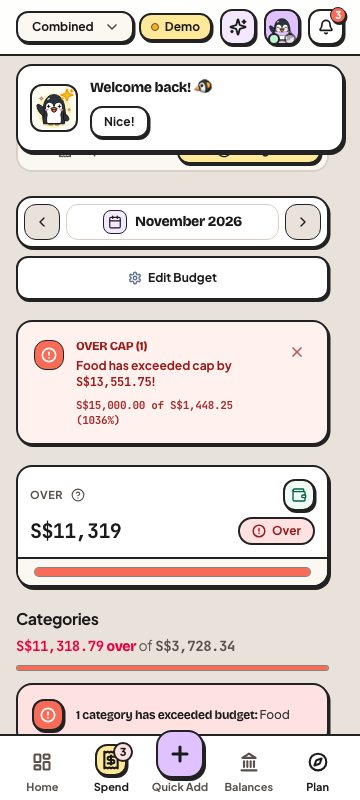 Combined
Demo
3
Welcome back!
Nice!
November 2026
Edit Budget
OVER CAP (1)
Food has exceeded cap by
S$13,551.75!
S$15,000.00 of S$1,448.25
(1036%)
OVER
S$11,319
Over
Categories
S$11,318.79 over of S$3,728.34
1 category has exceeded budget: Food
3
Home
Spend
Quick Add
Balances
Plan